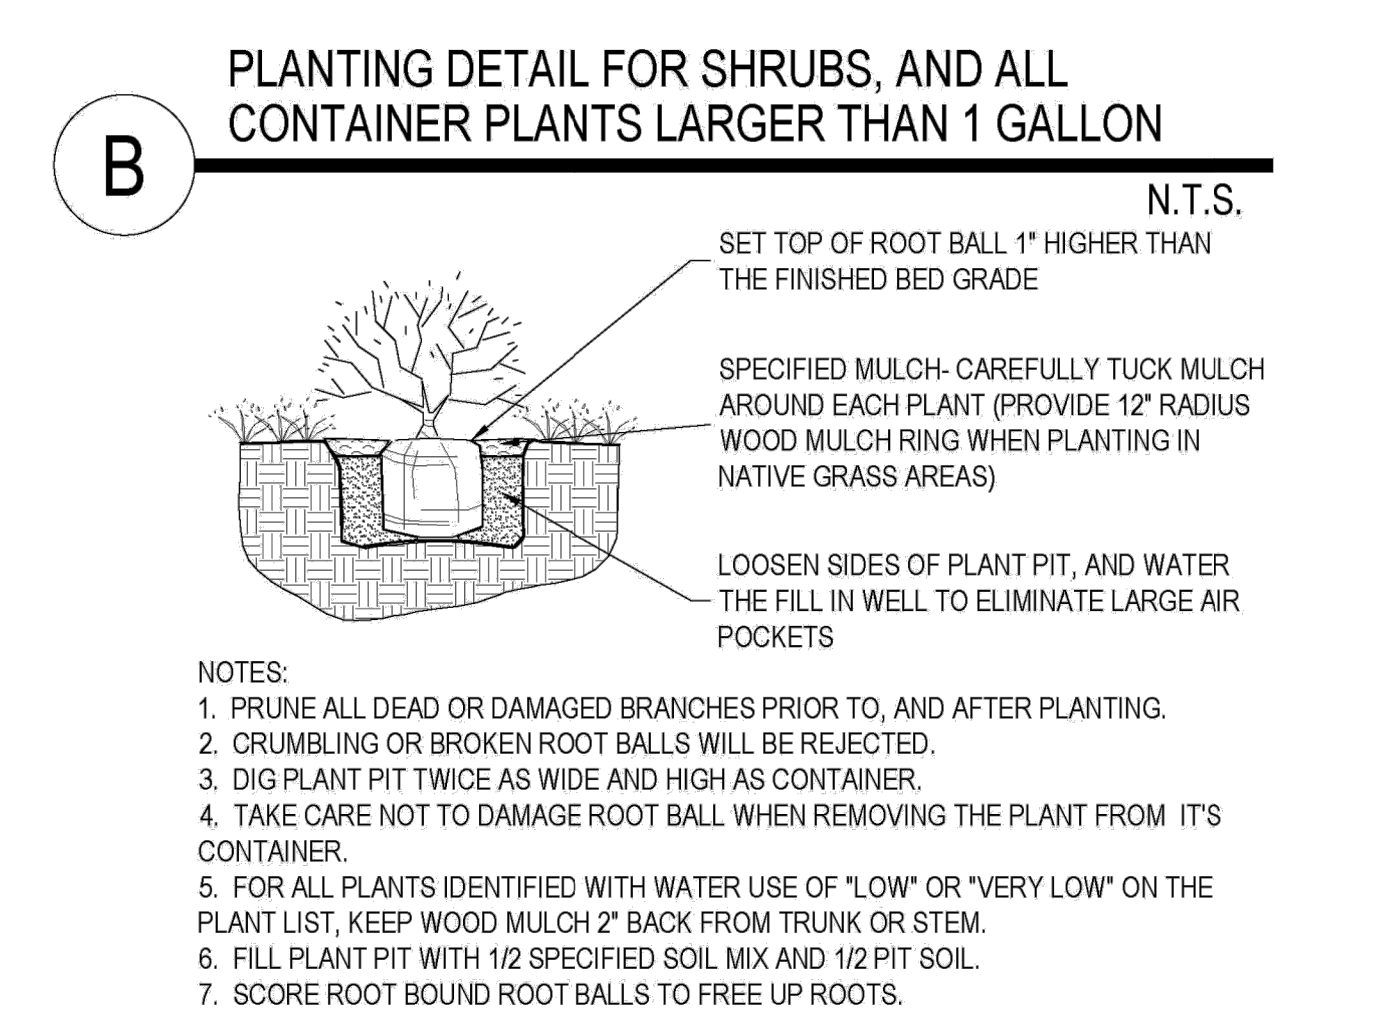 PLANTING DETAIL FOR SHRUBS, AND ALL
CONTAINER PLANTS LARGER THAN 1 GALLON
B
N.T.S.
SET TOP OF ROOT BALL 1" HIGHER THAN
THE FINISHED BED GRADE
SPECIFIED MULCH- CAREFULLY TUCK MULCH
AROUND EACH PLANT (PROVIDE 12" RADIUS
WOOD MULCH RING WHEN PLANTING IN
NATIVE GRASS AREAS)
LOOSEN SIDES OF PLANT PIT, AND WATER
THE FILL IN WELL TO ELIMINATE LARGE AIR
POCKETS
NOTES:
1. PRUNE ALL DEAD OR DAMAGED BRANCHES PRIOR TO, AND AFTER PLANTING.
2. CRUMBLING OR BROKEN ROOT BALLS WILL BE REJECTED.
3. DIG PLANT PIT TWICE AS WIDE AND HIGH AS CONTAINER.
4. TAKE CARE NOT TO DAMAGE ROOT BALL WHEN REMOVING THE PLANT FROM IT'S
CONTAINER.
5. FOR ALL PLANTS IDENTIFIED WITH WATER USE OF "LOW" OR "VERY LOW" ON THE
PLANT LIST, KEEP WOOD MULCH 2" BACK FROM TRUNK OR STEM.
6. FILL PLANT PIT WITH 1/2 SPECIFIED SOIL MIX AND 1/2 PIT SOIL.
7. SCORE ROOT BOUND ROOT BALLS TO FREE UP ROOTS.